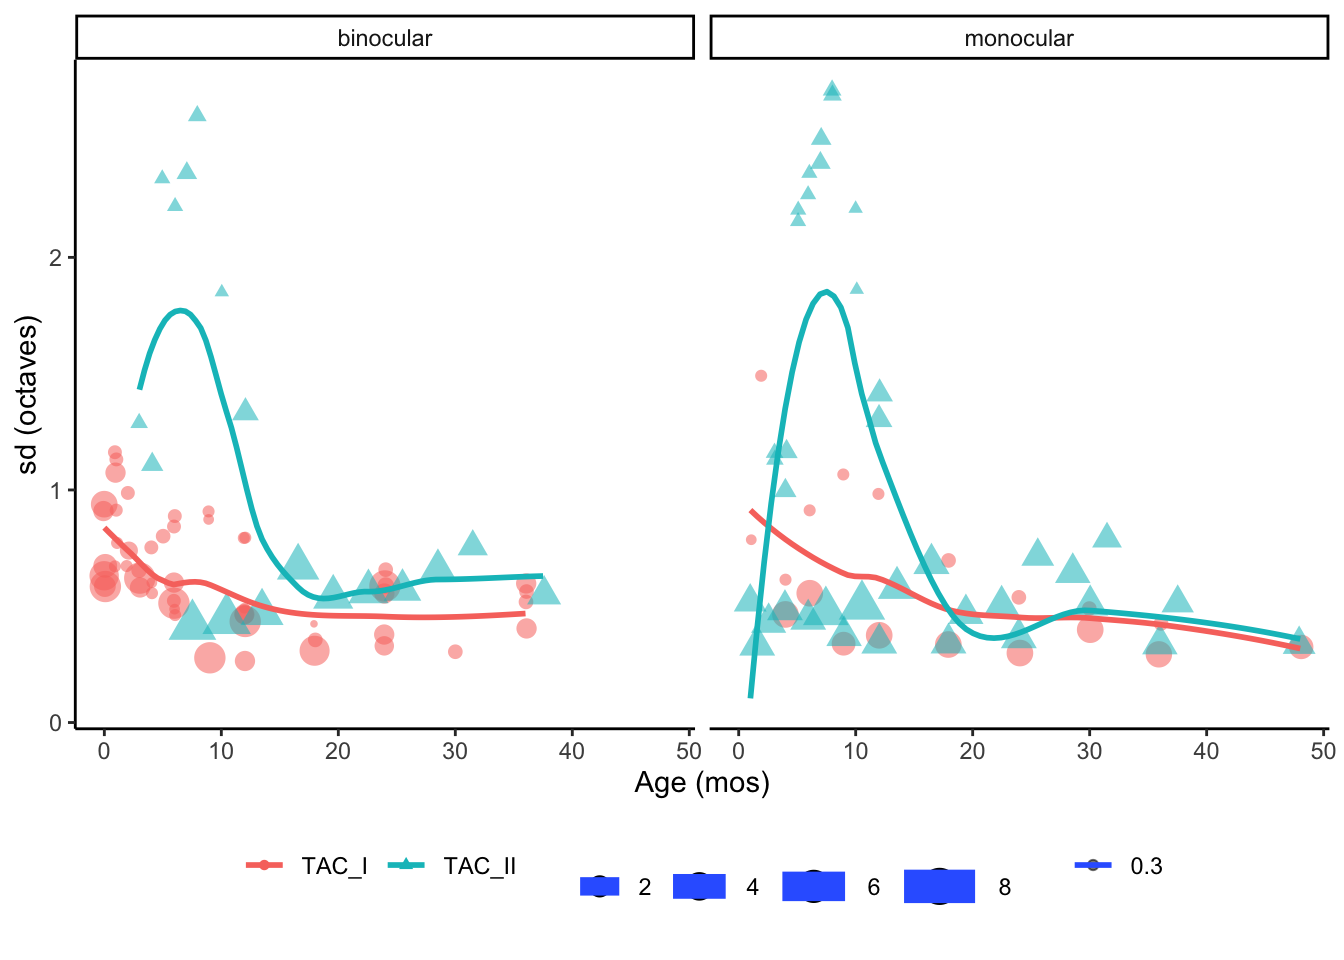 binocular monocular
sd (octaves)
2
1
0
0 10 20 30 40 50 0 10 20 30 40 50
Age (mos)
TAC_I TAC_II 2 4 6 8 0.3